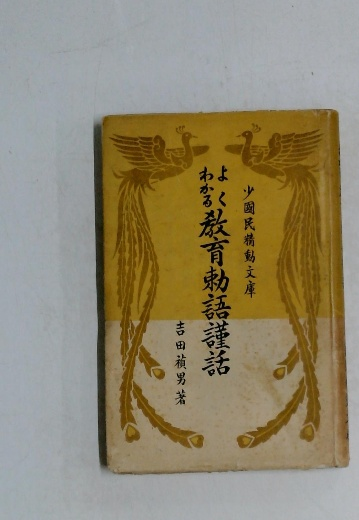 少國民精動文庫
よくわかる
教育勅語謹話
吉田禎男著